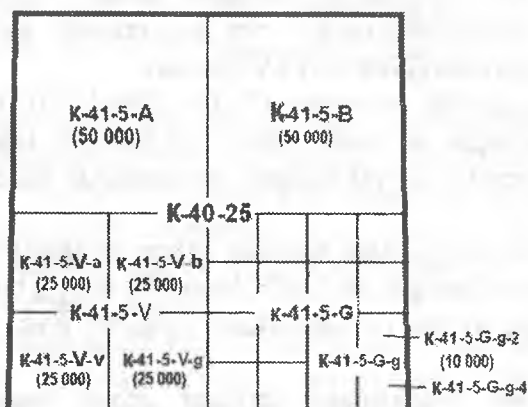 K-41-5-A
(50 000)
K-41-5-B
(50 000)
K-40-25
K-41-5-V-a
(25 000)
K-41-5-V-b
(25 000)
K-41-5-V
K-41-5-G
K-41-5-V-v
(25 000)
K-41-5-V-g
(25 000)
K-41-5-G-g
K-41-5-G-g-2
(10 000)
K-41-5-G-g-4